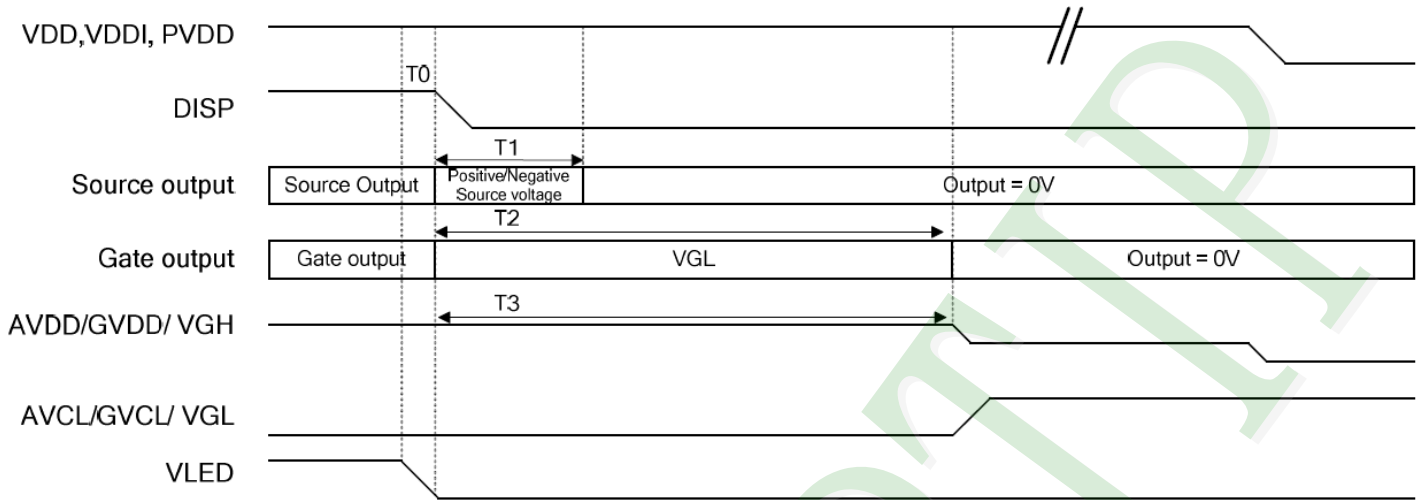 VDD,VDDI, PVDD
T0
DISP
T1
Source output
Source Output
Positive/Negative
Source voltage
Output = 0V
T2
Gate output
Gate output
VGL
Output = 0V
T3
AVDD/GVDD/ VGH
AVCL/GVCL/ VGL
VLED